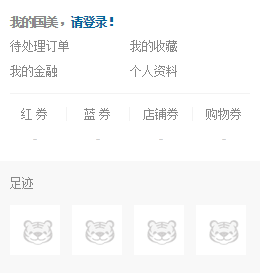 我的国美，请登录！
待处理订单 我的收藏
我的金融 个人资料
红 券 蓝 券 店铺券 购物券
- - - -
足迹